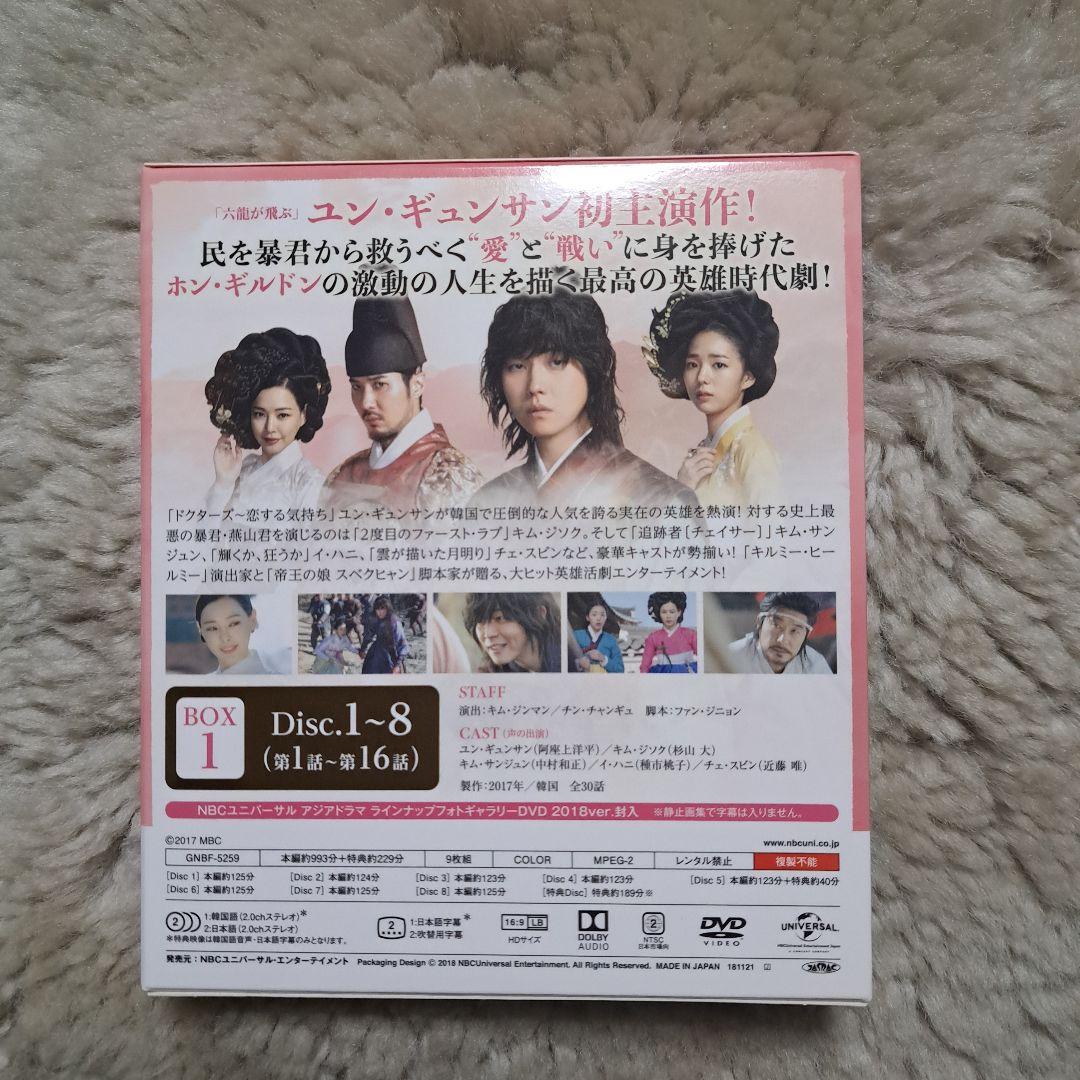 「六龍が飛ぶ」ユン・ギュンサン初主演作!
民を暴君から救うべく“愛”と“戦い”に身を捧げた
ホン・ギルドンの激動の人生を描く最高の英雄時代劇!
「ドクターズ〜恋する気持ち」ユン・ギュンサンが韓国で圧倒的な人気を誇る実在の英雄を熱演! 対する史上最
悪の暴君・燕山君を演じるのは「2度目のファースト・ラブ」キム・ジソク。そして「追跡者[チェイサー]」キム・サン
ジュン、「輝くか、狂うか」イ・ハニ、「雲が描いた月明り」チェ・スビンなど、豪華キャストが勢揃い! 「キルミー・ヒー
ルミー」演出家と「帝王の娘 スベクヒャン」脚本家が贈る、大ヒット英雄活劇エンターテイメント!
BOX
1
Disc.1~8
(第1話~第16話)
STAFF
演出:キム・ジンマン/チン・チャンギュ 脚本:ファン・ジニョン
CAST(声の出演)
ユン・ギュンサン(阿座上洋平)/キム・ジソク(杉山 大)
キム・サンジュン(中村和正)/イ・ハニ(種市桃子)/チェ・スビン(近藤 唯)
製作:2017年/韓国 全30話
NBCユニバーサル アジアドラマ ラインナップフォトギャラリーDVD 2018ver.封入 ※静止画集で字幕は入りません。
©2017 MBC
www.nbcuni.co.jp
GNBF-5259 本編約993分+特典約229分 9枚組 COLOR MPEG-2 レンタル禁止 複製不能
[Disc 1] 本編約125分 [Disc 2] 本編約124分 [Disc 3] 本編約123分 [Disc 4] 本編約123分 [Disc 5] 本編約123分+特典約40分
[Disc 6] 本編約125分 [Disc 7] 本編約125分 [Disc 8] 本編約125分 [特典Disc] 特典約189分※
2 1:韓国語(2.0chステレオ)*
2:日本語(2.0chステレオ)
※特典映像は韓国語音声・日本語字幕のみとなります。
2 1:日本語字幕*
2:吹替用字幕
16:9 LB
HDサイズ
DOLBY
AUDIO
2
NTSC
日本市場向
DVD
VIDEO
UNIVERSAL
NBCUniversal Entertainment Japan
発売元:NBCユニバーサル・エンターテイメント Packaging Design © 2018 NBCUniversal Entertainment. All Rights Reserved. MADE IN JAPAN 181121
JASRAC